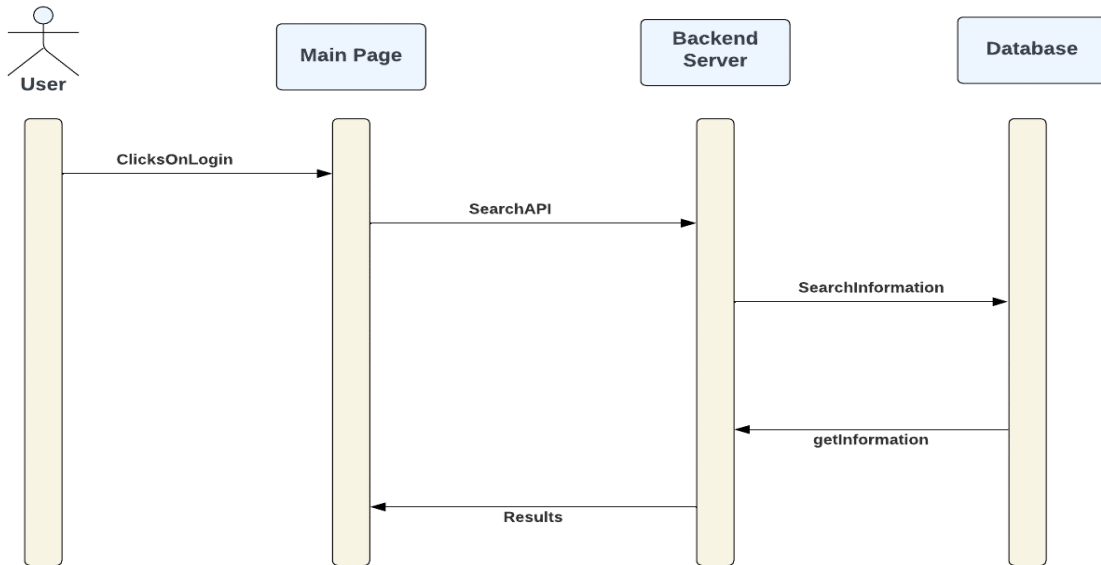 User
Main Page
Backend
Server
Database
ClicksOnLogin
SearchAPI
SearchInformation
getInformation
Results